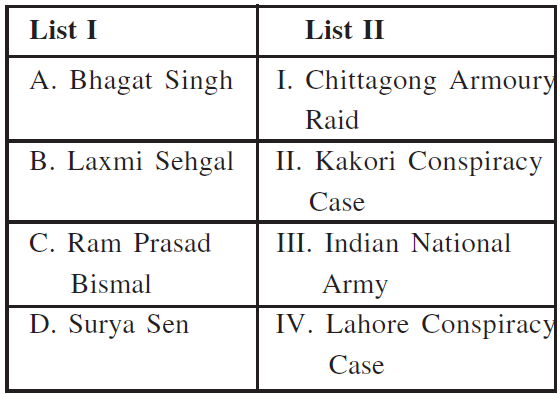 List I
List II
A. Bhagat Singh
I. Chittagong Armoury
Raid
B. Laxmi Sehgal
II. Kakori Conspiracy
Case
C. Ram Prasad
Bismal
III. Indian National
Army
D. Surya Sen
IV. Lahore Conspiracy
Case